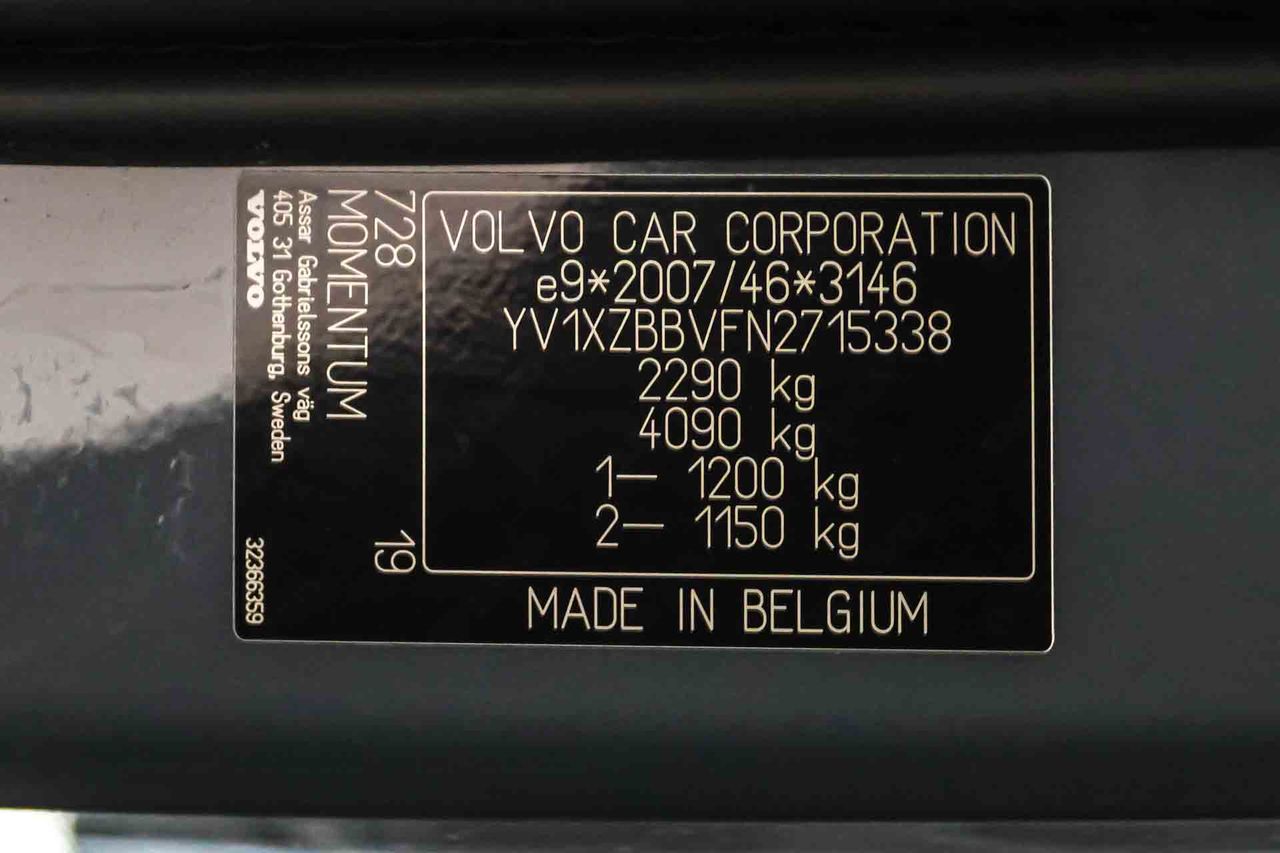 VOLVO CAR CORPORATION
e9*2007/46*3146
YV1XZBBVFN2715338
2290 kg
4090 kg
1— 1200 kg
2— 1150 kg
MADE IN BELGIUM
728 19
MOMENTUM
Assar Gabrielssons väg
405 31 Gothenburg, Sweden
VOLVO 32366359